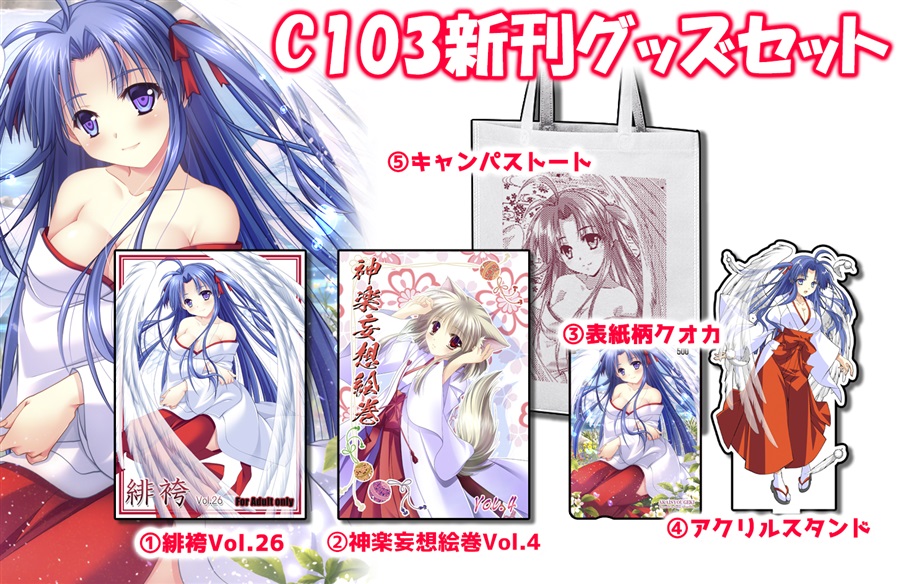 C103新刊グッズセット
⑤キャンパストート
③表紙柄クオカ
500
神楽妄想絵巻
緋袴
Vol.26
For Adult only
Vol.4
④アクリルスタンド
①緋袴Vol.26
②神楽妄想絵巻Vol.4